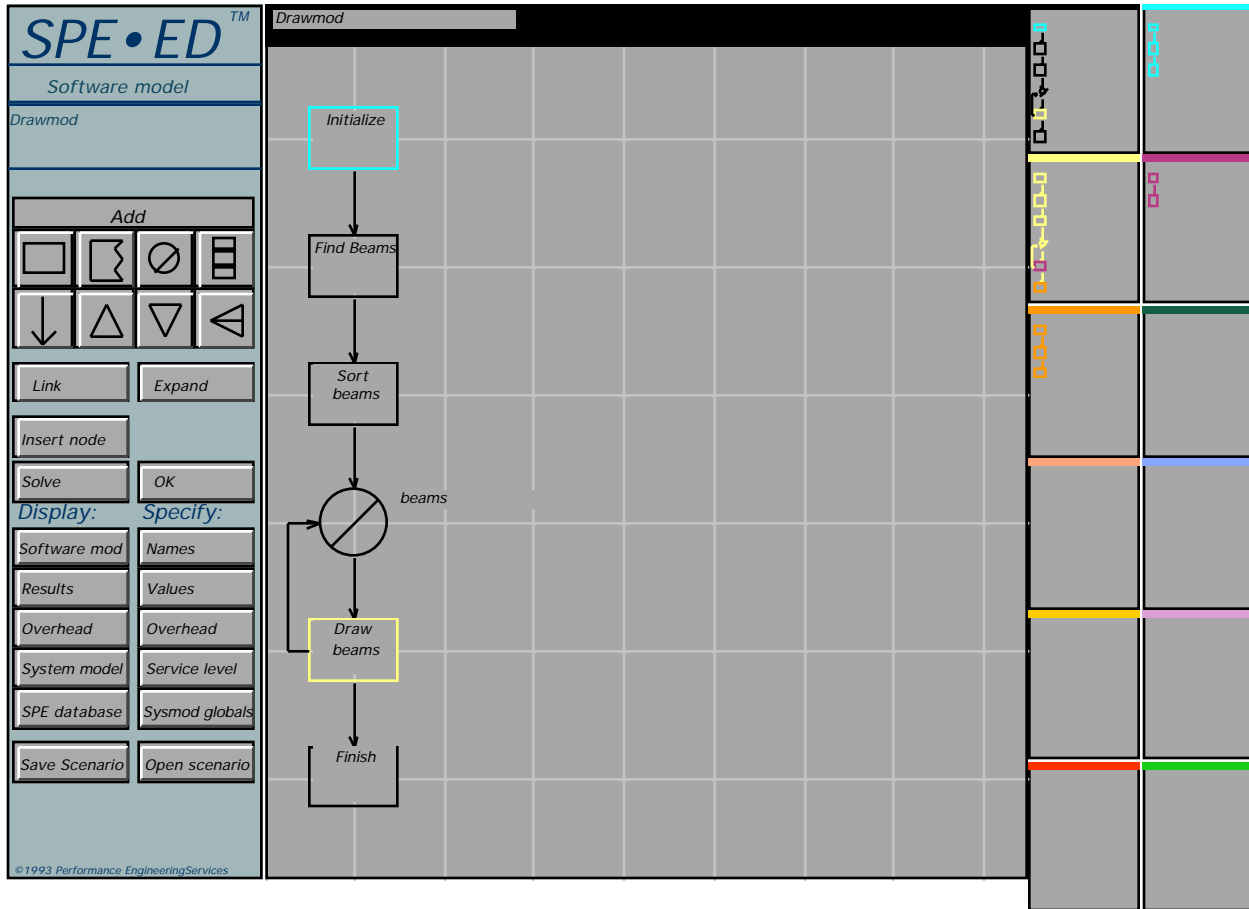 SPE•ED™
Software model
Drawmod
Add
Link
Expand
Insert node
Solve
OK
Display:
Specify:
Software mod
Names
Results
Values
Overhead
Overhead
System model
Service level
SPE database
Sysmod globals
Save Scenario
Open scenario
©1993 Performance EngineeringServices
Drawmod
Initialize
Find Beams
Sort
beams
beams
Draw
beams
Finish